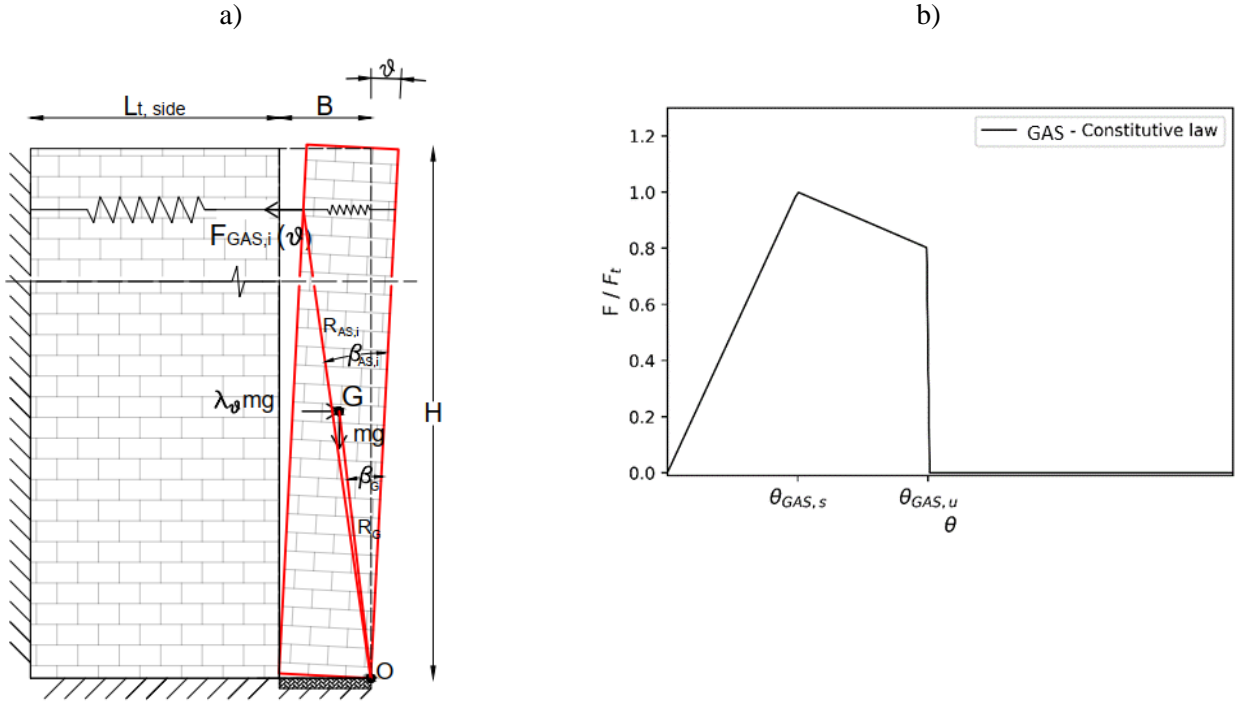 a)
b)
ϑ
Lt, side
B
FGAS,i (ϑ)
RAS,i
βAS,i
G
λϑmg
mg
H
βG
RG
O
GAS - Constitutive law
F / Ft
1.2
1.0
0.8
0.6
0.4
0.2
0.0
θGAS, s
θGAS, u
θ